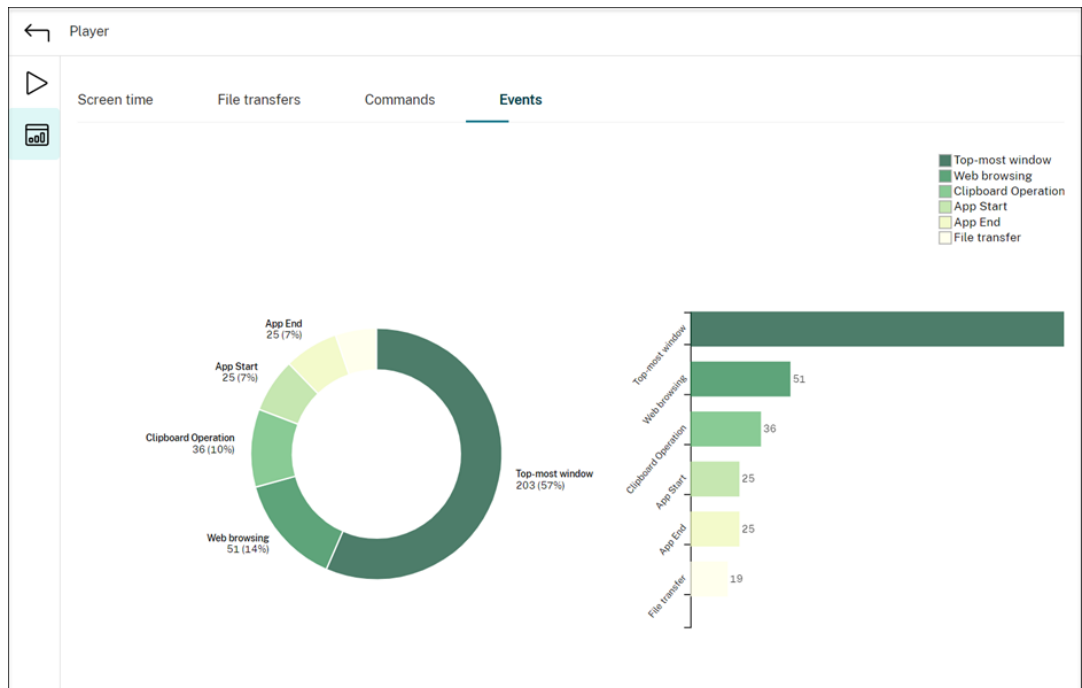 Player
Screen time
File transfers
Commands
Events
Top-most window
Web browsing
Clipboard Operation
App Start
App End
File transfer
App End
25 (7%)
App Start
25 (7%)
Clipboard Operation
36 (10%)
Web browsing
51 (14%)
Top-most window
203 (57%)
Top-most window
Web browsing
51
Clipboard Operation
36
App Start
25
App End
25
File transfer
19